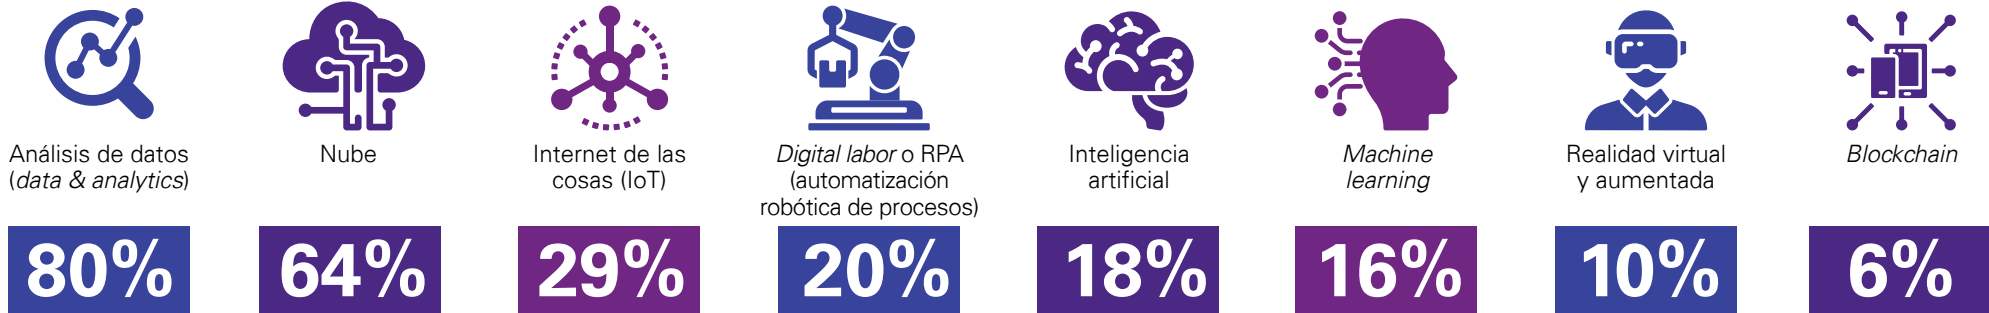 Análisis de datos
(data & analytics)
80%
Nube
64%
Internet de las
cosas (IoT)
29%
Digital labor o RPA
(automatización
robótica de procesos)
20%
Inteligencia
artificial
18%
Machine
learning
16%
Realidad virtual
y aumentada
10%
Blockchain
6%